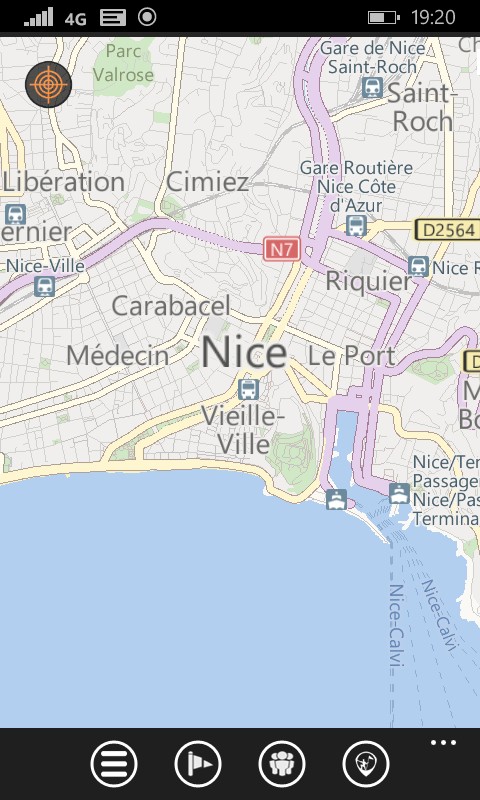 4G 19:20
Parc
Valrose
Gare de Nice
Saint-Roch
Ch
Saint-
Roch
Libération
Cimiez
Gare Routière
Nice Côte
d'Azur
ernier
D2564
N7
Nice-Ville
Nice R
Riquier
Carabacel
Médecin
Nice
Le Port
D
M
Bo
Vieille-
Ville
Nice/Ter
Passage
Nice/Pas
Termina
Nice-Calvi
Nice-Calvi